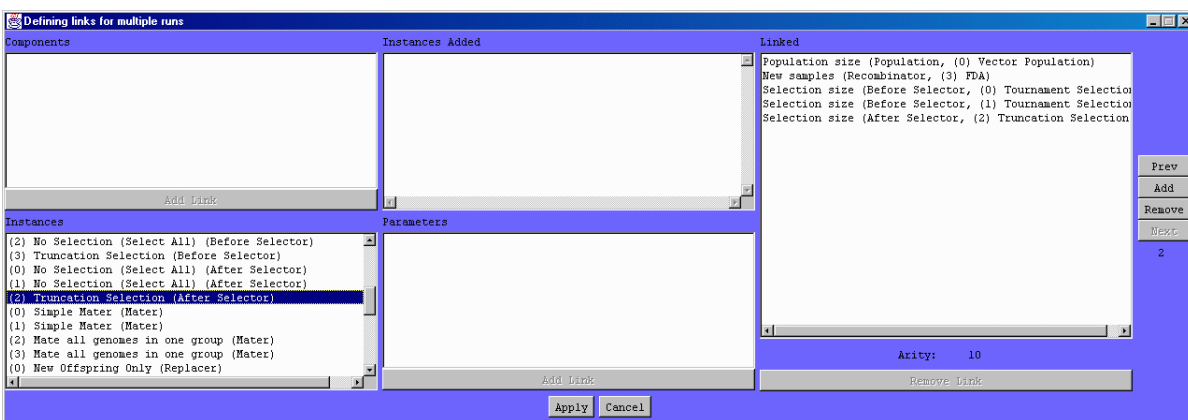 Defining links for multiple runs
Components
Add Link
Instances Added
Linked
Population size (Population, (0) Vector Population)
New samples (Recombinator, (3) FDA)
Selection size (Before Selector, (0) Tournament Selection
Selection size (Before Selector, (1) Tournament Selection
Selection size (After Selector, (2) Truncation Selection
Prev
Add
Remove
Next
2
Instances
(2) No Selection (Select All) (Before Selector)
(3) Truncation Selection (Before Selector)
(0) No Selection (Select All) (After Selector)
(1) No Selection (Select All) (After Selector)
(2) Truncation Selection (After Selector)
(0) Simple Mater (Mater)
(1) Simple Mater (Mater)
(2) Mate all genomes in one group (Mater)
(3) Mate all genomes in one group (Mater)
(0) New Offspring Only (Replacer)
Parameters
Add Link
Arity: 10
Remove Link
Apply Cancel